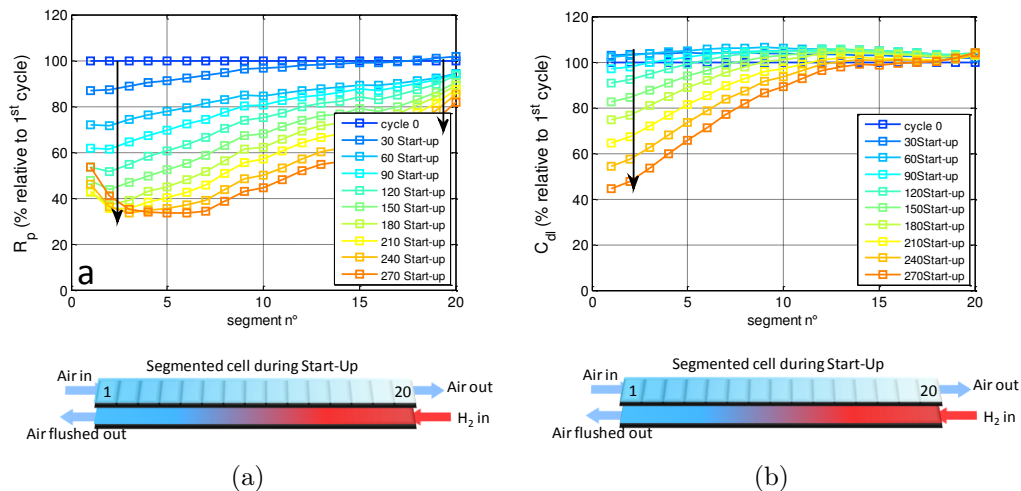 (a)
120
100
80
60
40
20
0
R_p (% relative to 1st cycle)
a
cycle 0
30 Start-up
60 Start-up
90 Start-up
120 Start-up
150 Start-up
180 Start-up
210 Start-up
240 Start-up
270 Start-up
0 5 10 15 20
segment n°
Segmented cell during Start-Up
Air in
1
20
Air out
Air flushed out
H₂ in
(a)
(b)
120
100
80
60
40
20
0
C_dl (% relative to 1st cycle)
cycle 0
30Start-up
60Start-up
90Start-up
120Start-up
150Start-up
180Start-up
210Start-up
240Start-up
270Start-up
0 5 10 15 20
segment n°
Segmented cell during Start-Up
Air in
1
20
Air out
Air flushed out
H₂ in
(b)